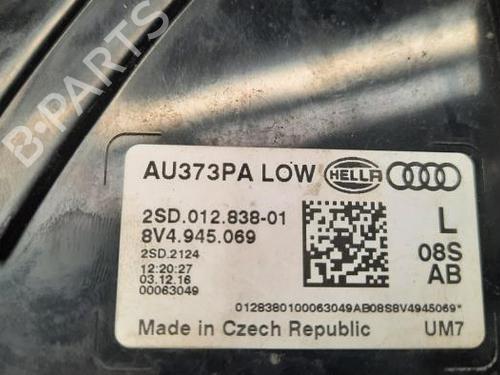 B-PARTS
AU373PA LOW HELLA
2SD.012.838-01
8V4.945.069
2SD.2124
12:20:27
03.12.16
00063049
L
08S
AB
0128380100063049AB08S8V4945069*
Made in Czech Republic UM7